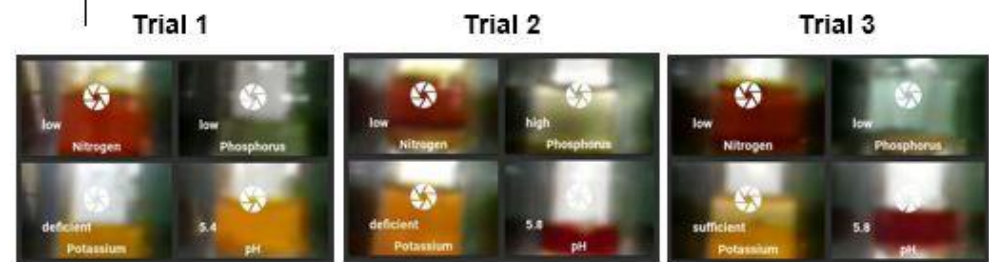 Trial 1
Trial 2
Trial 3
low
Nitrogen
low
Phosphorus
deficient
Potassium
5.4
pH
low
Nitrogen
high
Phosphorus
deficient
Potassium
5.8
pH
low
Nitrogen
low
Phosphorus
sufficient
Potassium
5.8
pH